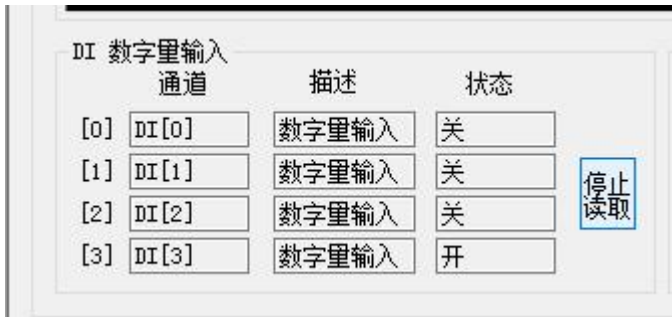 DI 数字量输入
通道 描述 状态
[0] DI[0] 数字量输入 关
[1] DI[1] 数字量输入 关
[2] DI[2] 数字量输入 关
[3] DI[3] 数字量输入 开
停止
读取